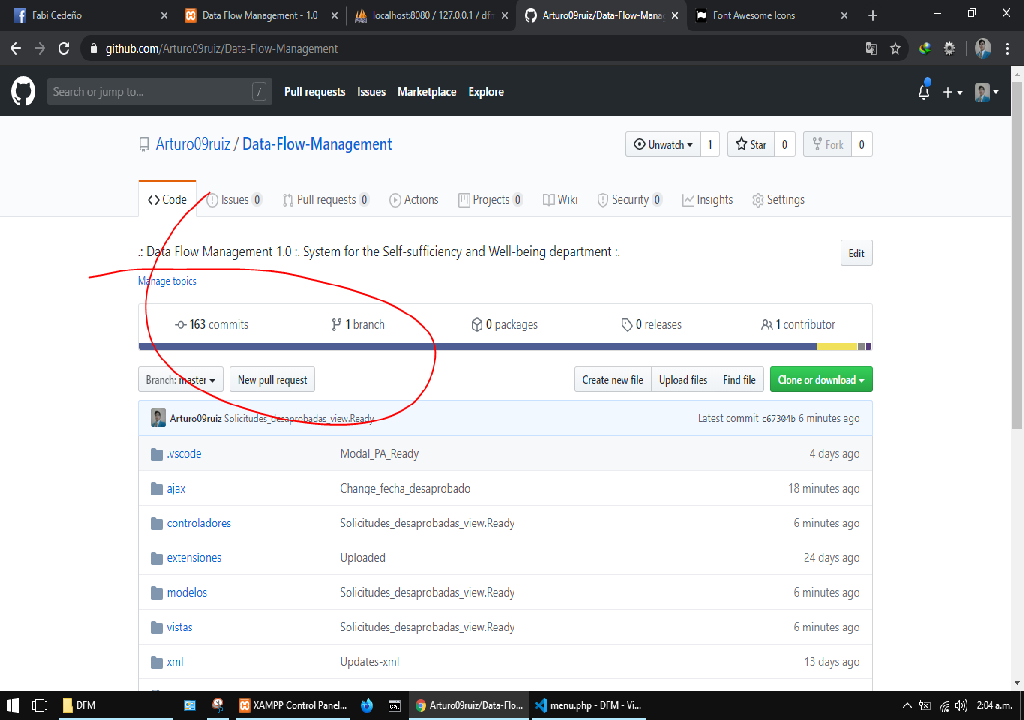 Fabi Cedeño
Data Flow Management - 1.0
localhost:8080 / 127.0.0.1 / dfm
Arturo09ruiz/Data-Flow-Mana
Font Awesome Icons
github.com/Arturo09ruiz/Data-Flow-Management
Search or jump to... /
Pull requests Issues Marketplace Explore
Arturo09ruiz / Data-Flow-Management
Unwatch 1 Star 0 Fork 0
Code Issues 0 Pull requests 0 Actions Projects 0 Wiki Security 0 Insights Settings
.: Data Flow Management 1.0 :. System for the Self-sufficiency and Well-being department :.
Edit
Manage topics
163 commits 1 branch 0 packages 0 releases 1 contributor
Branch: master New pull request Create new file Upload files Find file Clone or download
Arturo09ruiz Solicitudes_desaprobadas_view.Ready Latest commit c67304b 6 minutes ago
.vscode Modal_PA_Ready 4 days ago
ajax Change_fecha_desaprobado 18 minutes ago
controladores Solicitudes_desaprobadas_view.Ready 6 minutes ago
extensiones Uploaded 24 days ago
modelos Solicitudes_desaprobadas_view.Ready 6 minutes ago
vistas Solicitudes_desaprobadas_view.Ready 6 minutes ago
xml Updates-xml 13 days ago
DFM XAMPP Control Panel... Arturo09ruiz/Data-Flo... menu.php - DFM - Vi... 2:04 a.m.